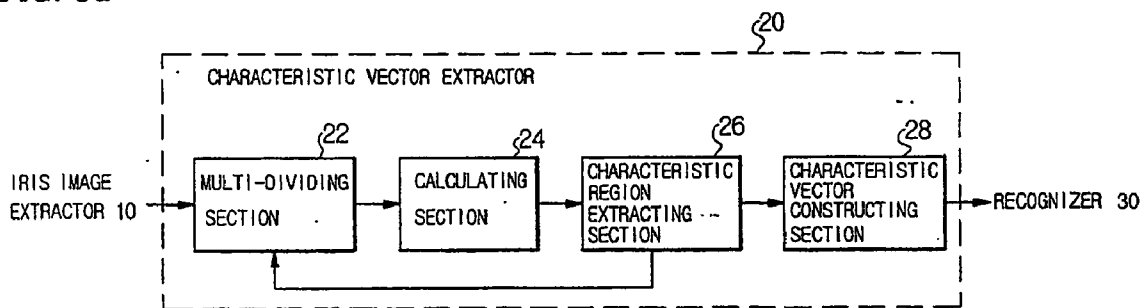 20
CHARACTERISTIC VECTOR EXTRACTOR
22
24
26
28
IRIS IMAGE
EXTRACTOR 10
MULTI-DIVIDING
SECTION
CALCULATING
SECTION
CHARACTERISTIC
REGION
EXTRACTING
SECTION
CHARACTERISTIC
VECTOR
CONSTRUCTING
SECTION
RECOGNIZER 30